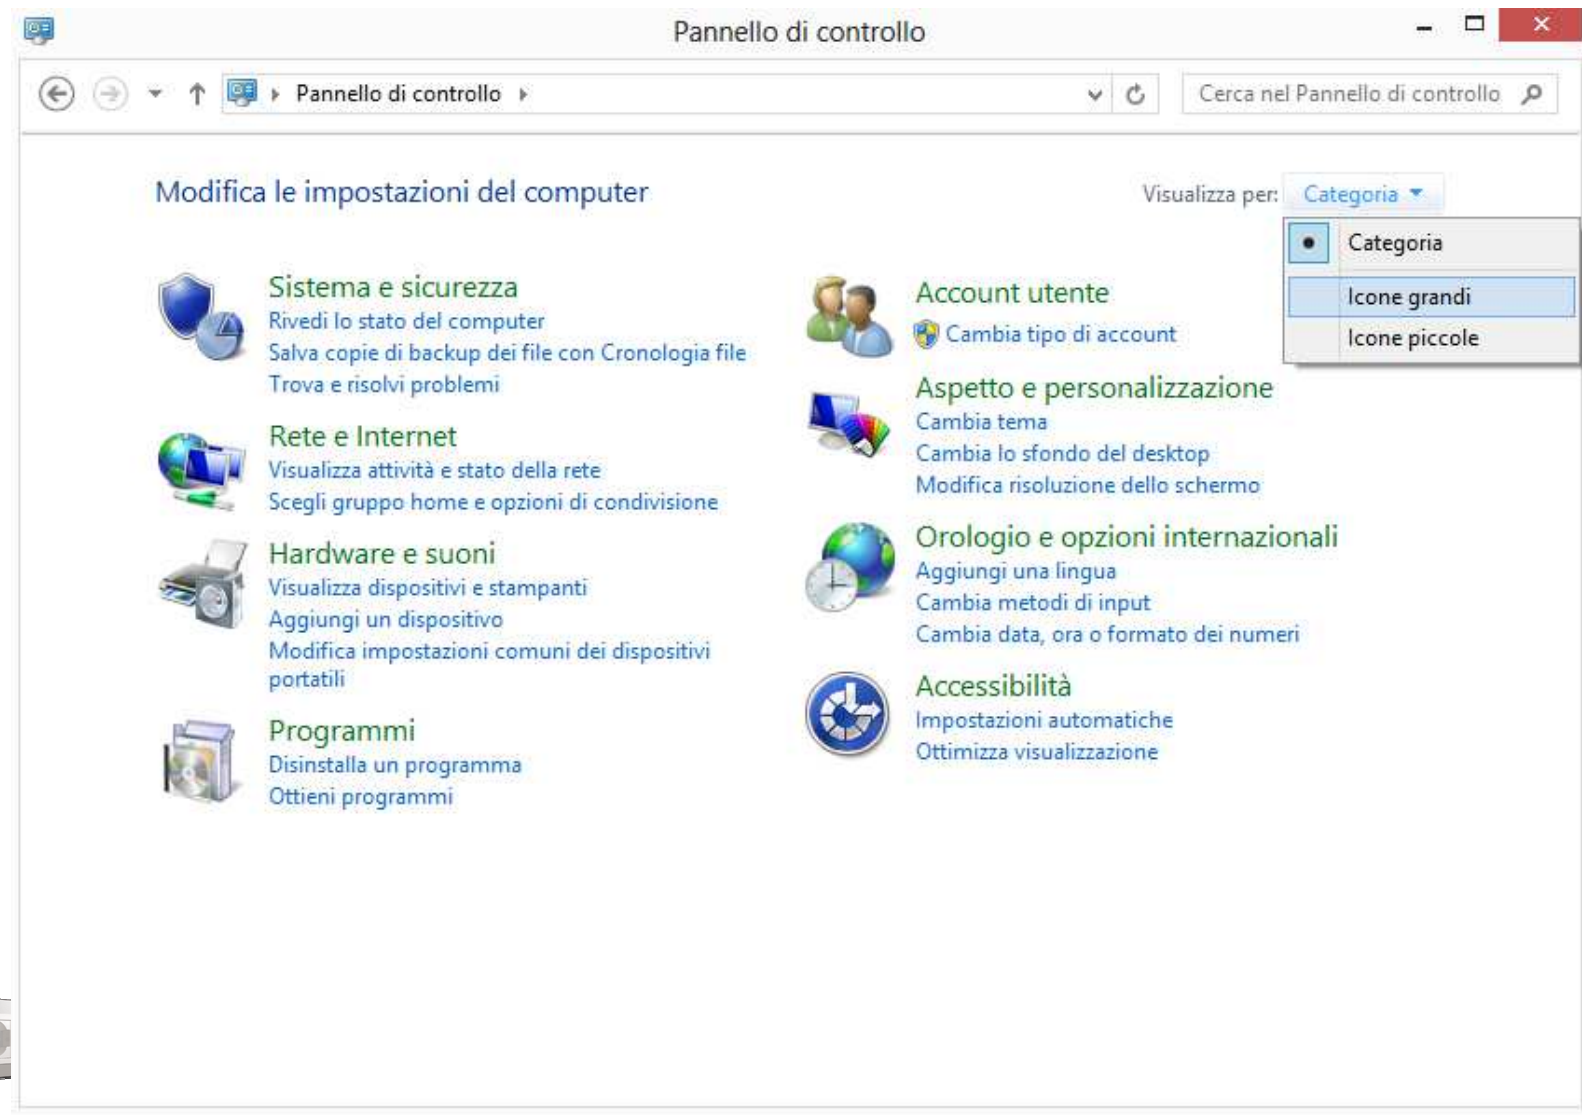 Pannello di controllo
Pannello di controllo
Cerca nel Pannello di controllo
Modifica le impostazioni del computer
Visualizza per: Categoria
Categoria
Icone grandi
Icone piccole
Sistema e sicurezza
Rivedi lo stato del computer
Salva copie di backup dei file con Cronologia file
Trova e risolvi problemi
Rete e Internet
Visualizza attività e stato della rete
Scegli gruppo home e opzioni di condivisione
Hardware e suoni
Visualizza dispositivi e stampanti
Aggiungi un dispositivo
Modifica impostazioni comuni dei dispositivi
portatili
Programmi
Disinstalla un programma
Ottieni programmi
Account utente
Cambia tipo di account
Aspetto e personalizzazione
Cambia tema
Cambia lo sfondo del desktop
Modifica risoluzione dello schermo
Orologio e opzioni internazionali
Aggiungi una lingua
Cambia metodi di input
Cambia data, ora o formato dei numeri
Accessibilità
Impostazioni automatiche
Ottimizza visualizzazione